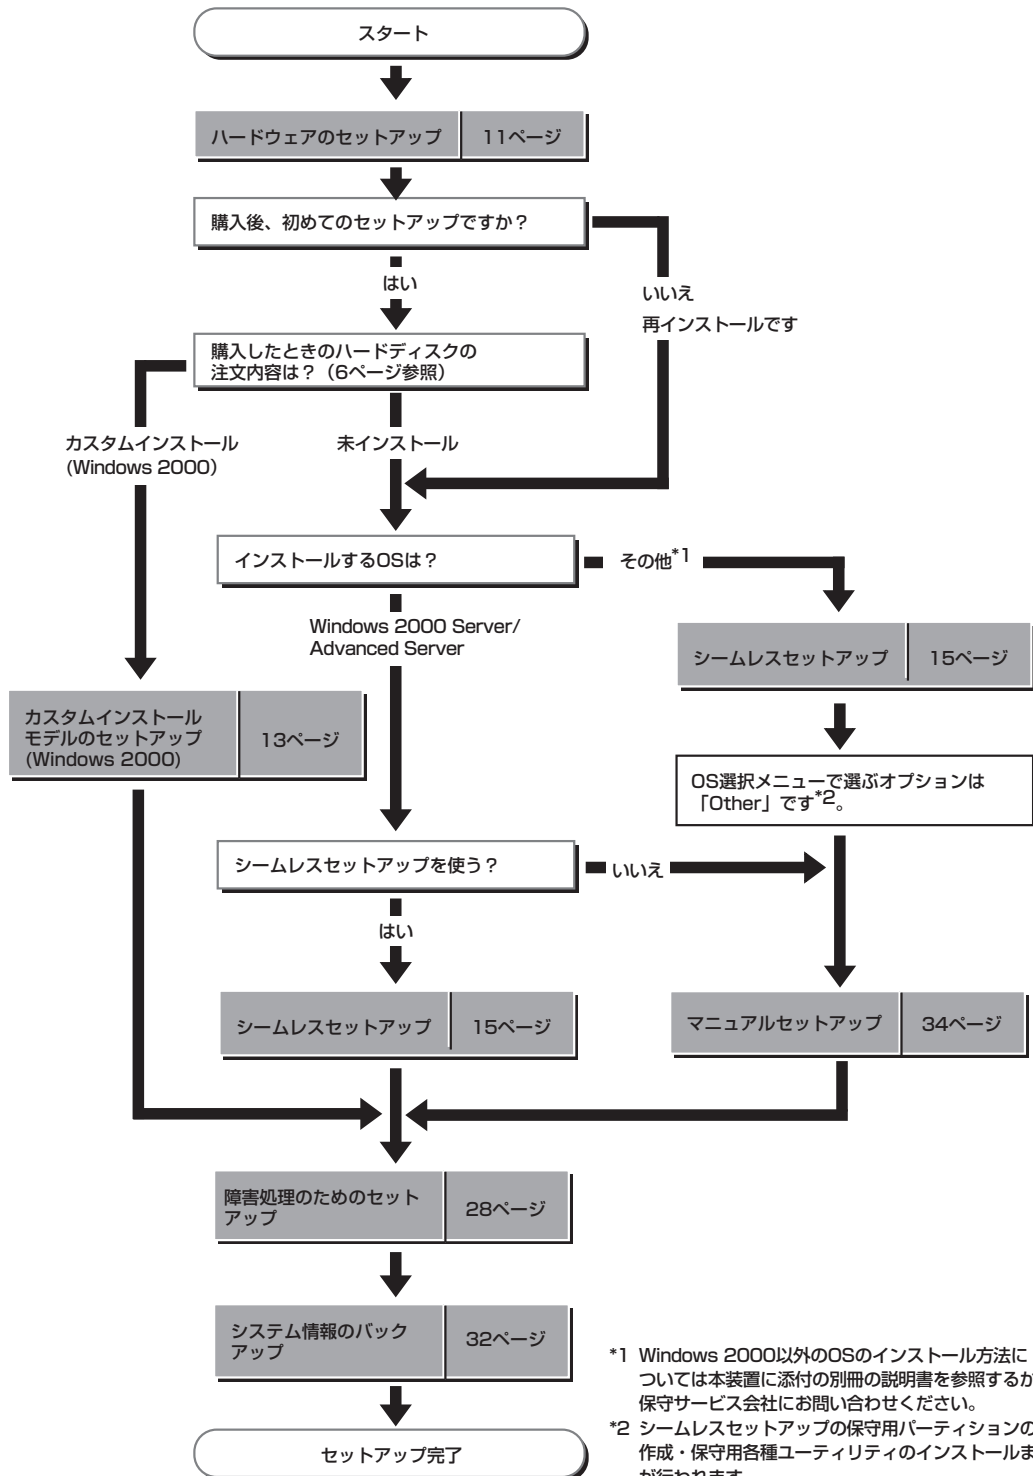 スタート
ハードウェアのセットアップ
11ページ
購入後、初めてのセットアップですか？
はい
いいえ
再インストールです
購入したときのハードディスクの
注文内容は？（6ページ参照）
カスタムインストール
(Windows 2000)
未インストール
インストールするOSは？
その他*1
Windows 2000 Server/
Advanced Server
シームレスセットアップ
15ページ
カスタムインストール
モデルのセットアップ
(Windows 2000)
13ページ
OS選択メニューで選ぶオプションは
「Other」です*2。
シームレスセットアップを使う？
いいえ
はい
シームレスセットアップ
15ページ
マニュアルセットアップ
34ページ
障害処理のためのセット
アップ
28ページ
システム情報のバック
アップ
32ページ
セットアップ完了
*1 Windows 2000以外のOSのインストール方法に
ついては本装置に添付の別冊の説明書を参照するか
保守サービス会社にお問い合わせください。
*2 シームレスセットアップの保守用パーティションの
作成・保守用各種ユーティリティのインストールま
が行われます